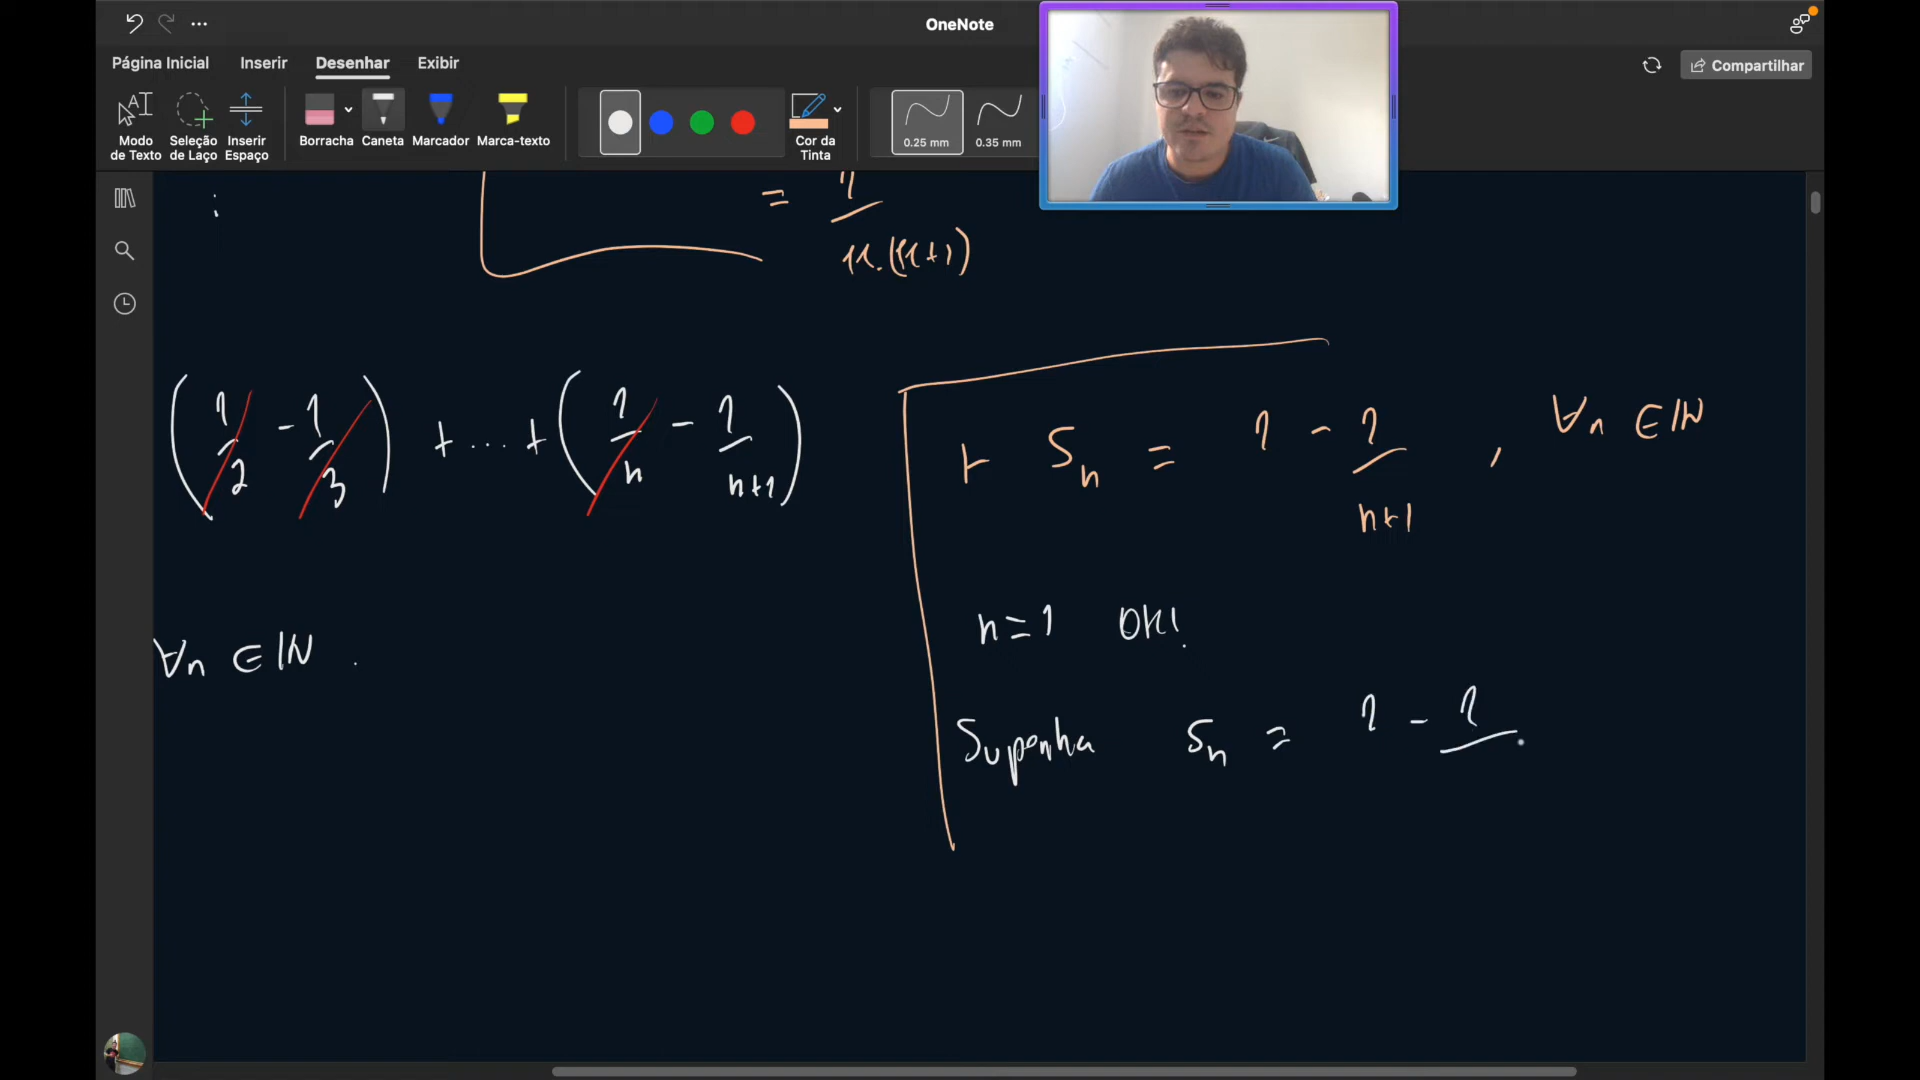 OneNote
Página Inicial Inserir Desenhar Exibir
Compartilhar
Modo de Texto
Seleção de Laço
Inserir Espaço
Borracha
Caneta
Marcador
Marca-texto
Cor da Tinta
0.25 mm
0.35 mm
:
= 1/(n.(n+1))
(1/2 - 1/3) + ... + (1/n - 1/(n+1))
∀n ∈ IN .
⊢ Sn = 1 - 1/(n+1) , ∀n ∈ IN
n=1 OK!
Suponha Sn = 1 - 1/